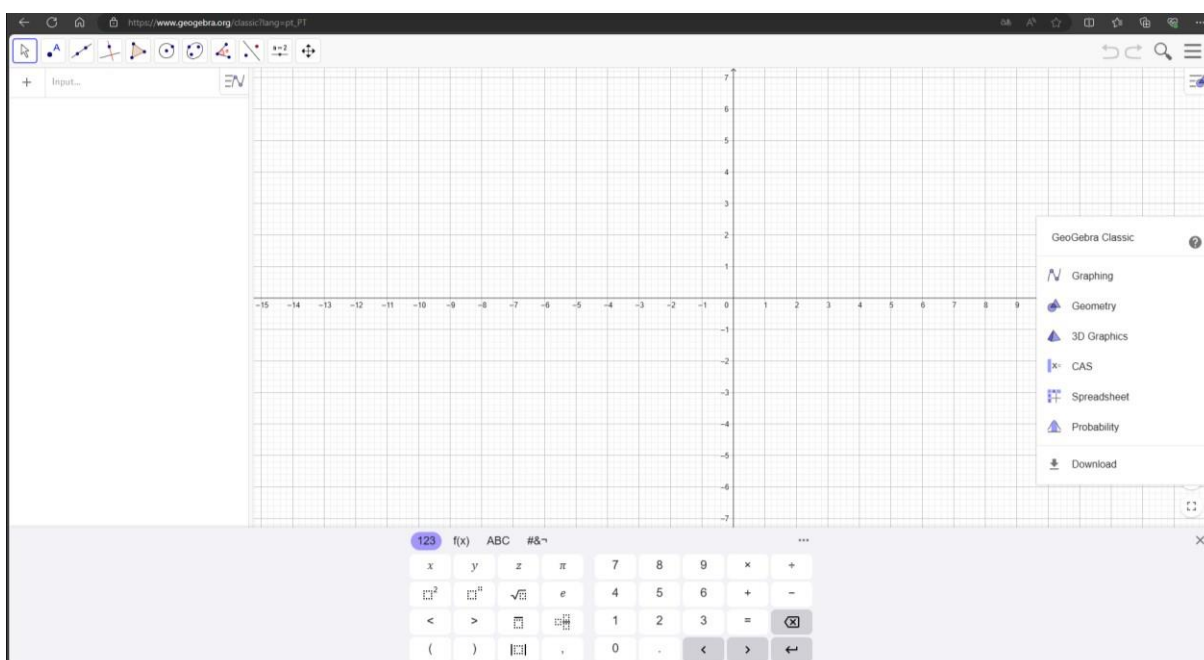 https://www.geogebra.org/classic?lang=pt_PT
A
a=2
Input...
7
6
5
4
3
2
1
-15 -14 -13 -12 -11 -10 -9 -8 -7 -6 -5 -4 -3 -2 -1 0 1 2 3 4 5 6 7 8 9
-1
-2
-3
-4
-5
-6
-7
GeoGebra Classic
Graphing
Geometry
3D Graphics
CAS
Spreadsheet
Probability
Download
123 f(x) ABC #&¬
x y z π 7 8 9 × ÷
2 n √ e 4 5 6 + −
< > 1 2 3 =
( ) | | , 0 . < >